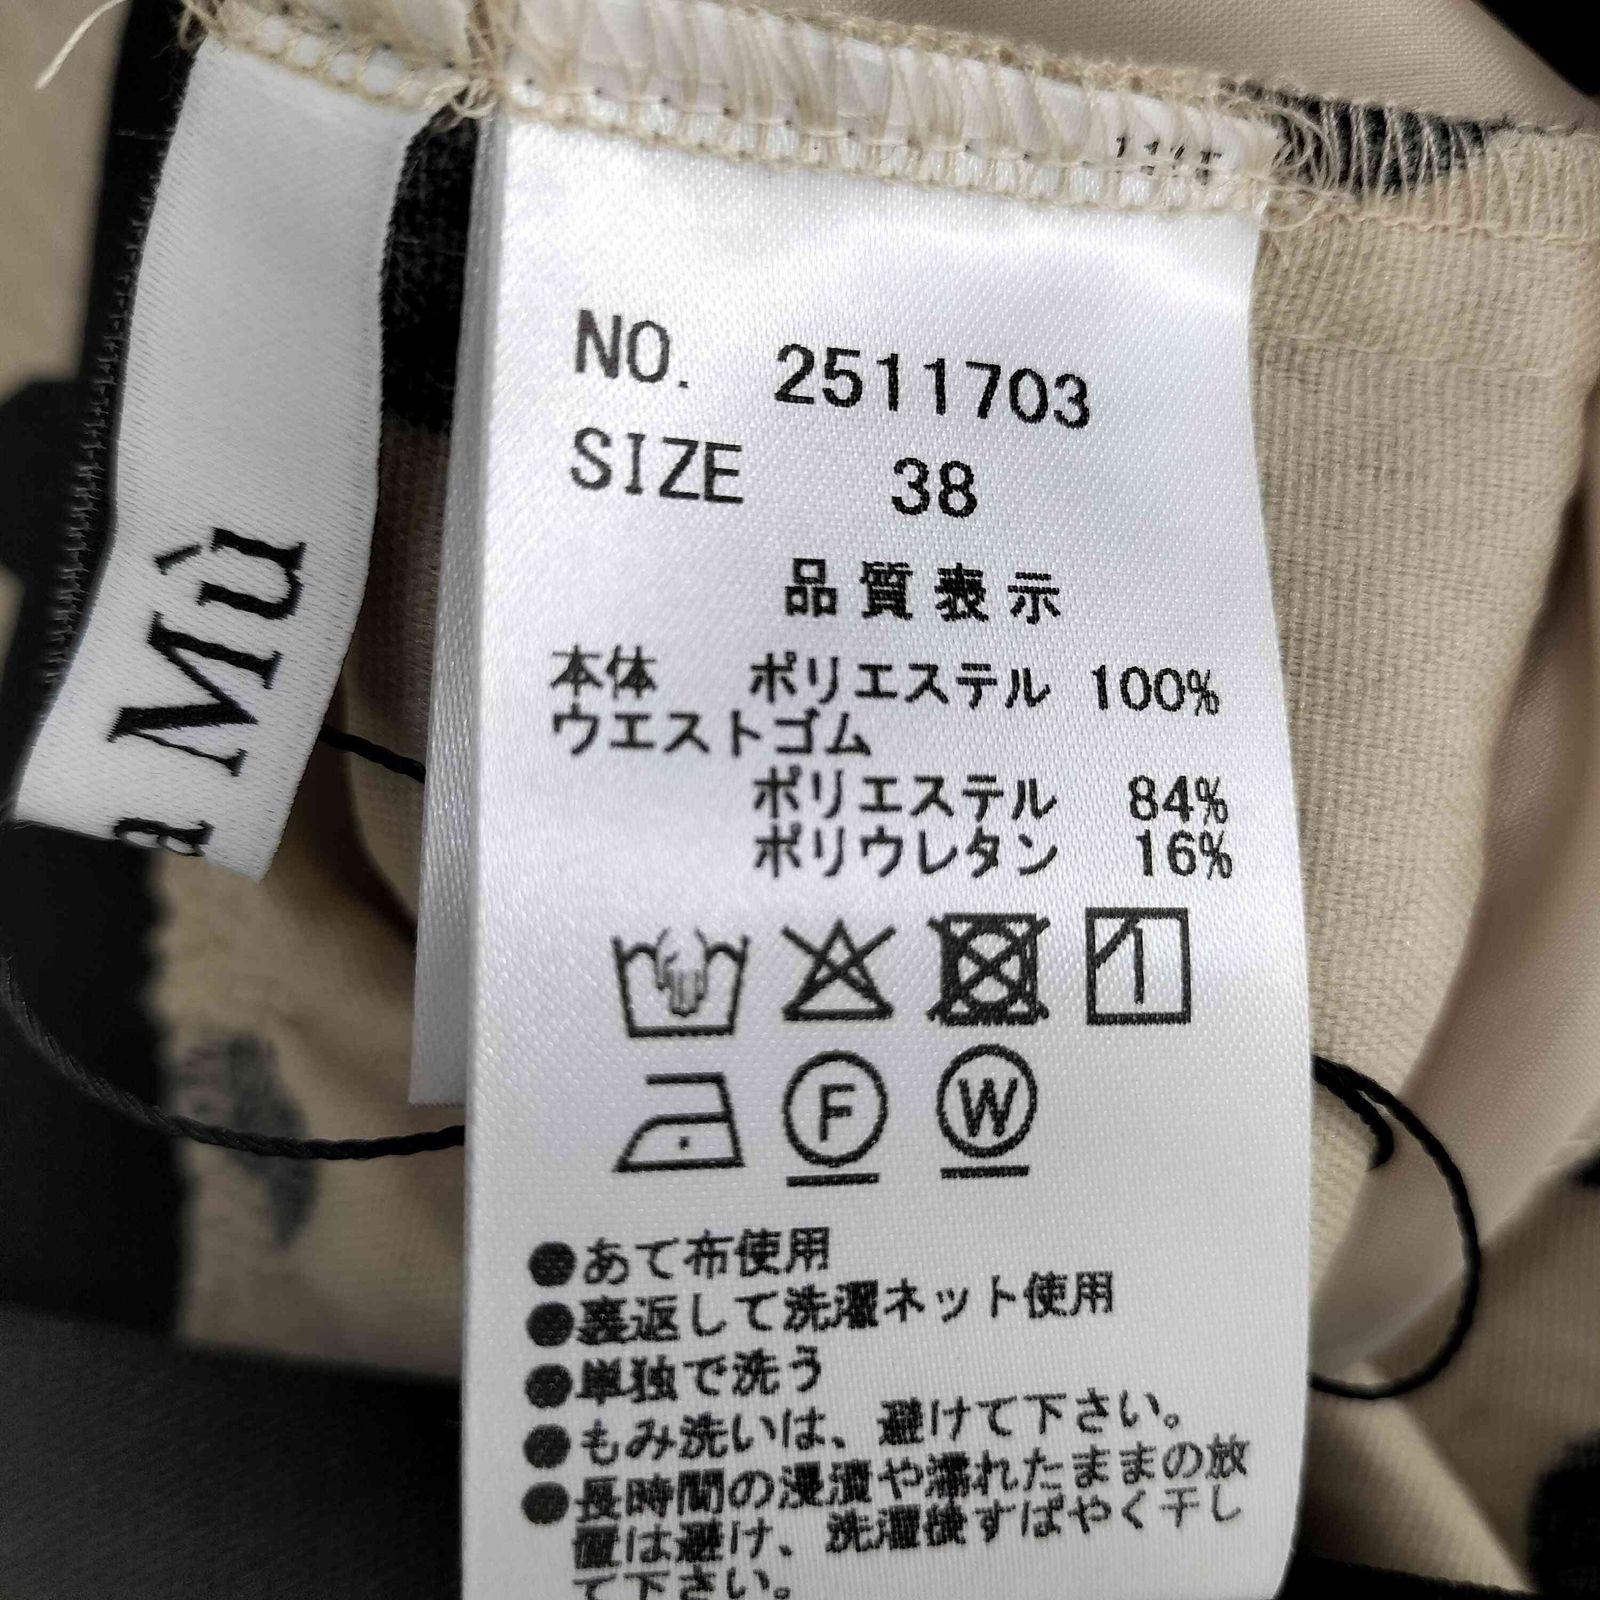 a Mù
NO. 2511703
SIZE 38
品質表示
本体 ポリエステル 100%
ウエストゴム
ポリエステル 84%
ポリウレタン 16%
F W
●あて布使用
●裏返して洗濯ネット使用
●単独で洗う
●もみ洗いは、避けて下さい。
●長時間の浸漬や濡れたままの放
置は避け、洗濯後すばやく干し
て下さい。